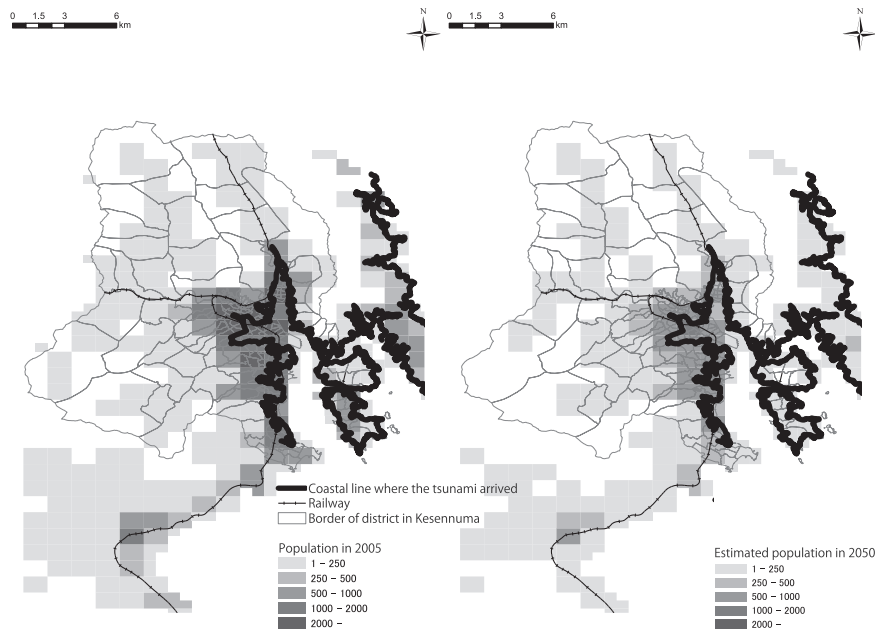 N
0 1.5 3 6
km
N
0 1.5 3 6
km
Coastal line where the tsunami arrived
Railway
Border of district in Kesennuma
Population in 2005
1 - 250
250 - 500
500 - 1000
1000 - 2000
2000 -
Estimated population in 2050
1 - 250
250 - 500
500 - 1000
1000 - 2000
2000 -